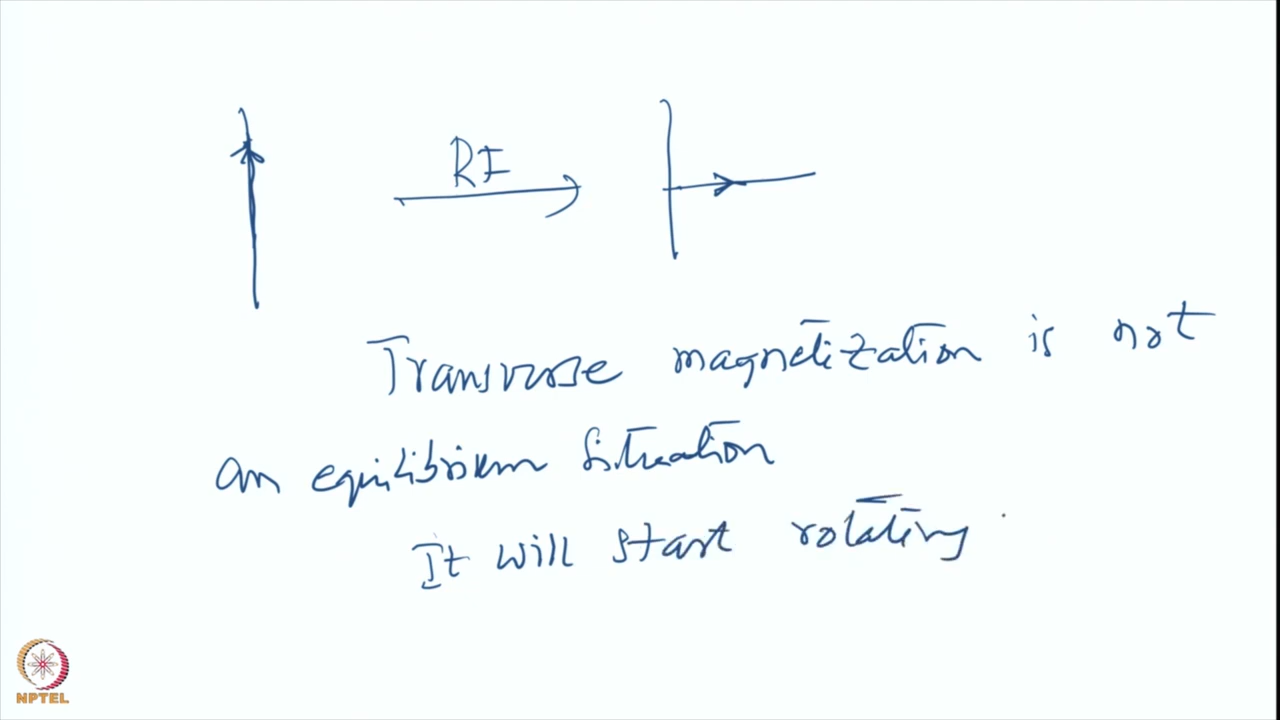 RF
Transverse magnetization is not
an equilibrium situation
It will start rotating
NPTEL